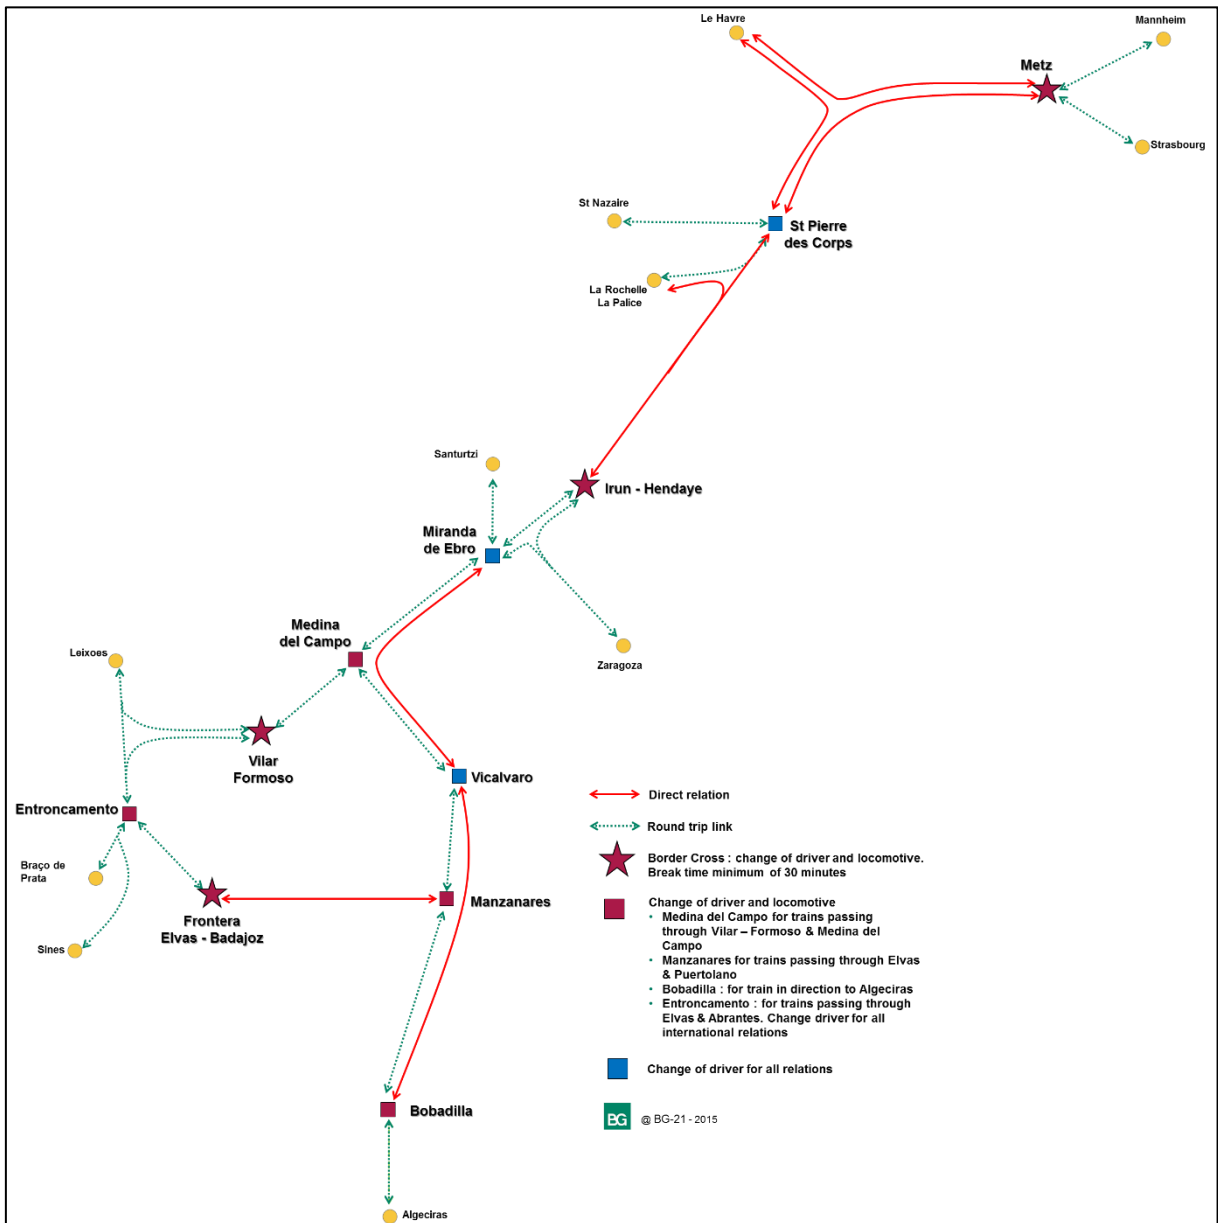 Le Havre
Mannheim
Metz
Strasbourg
St Nazaire
St Pierre
des Corps
La Rochelle
La Palice
Santurtzi
Irun - Hendaye
Miranda
de Ebro
Medina
del Campo
Leixoes
Zaragoza
Vilar
Formoso
Vicalvaro
Entroncamento
Braço de
Prata
Manzanares
Frontera
Elvas - Badajoz
Sines
Bobadilla
Algeciras
Direct relation
Round trip link
Border Cross : change of driver and locomotive.
Break time minimum of 30 minutes
Change of driver and locomotive
• Medina del Campo for trains passing
through Vilar – Formoso & Medina del
Campo
• Manzanares for trains passing through Elvas
& Puertolano
• Bobadilla : for train in direction to Algeciras
• Entroncamento : for trains passing through
Elvas & Abrantes. Change driver for all
international relations
Change of driver for all relations
BG @ BG-21 - 2015